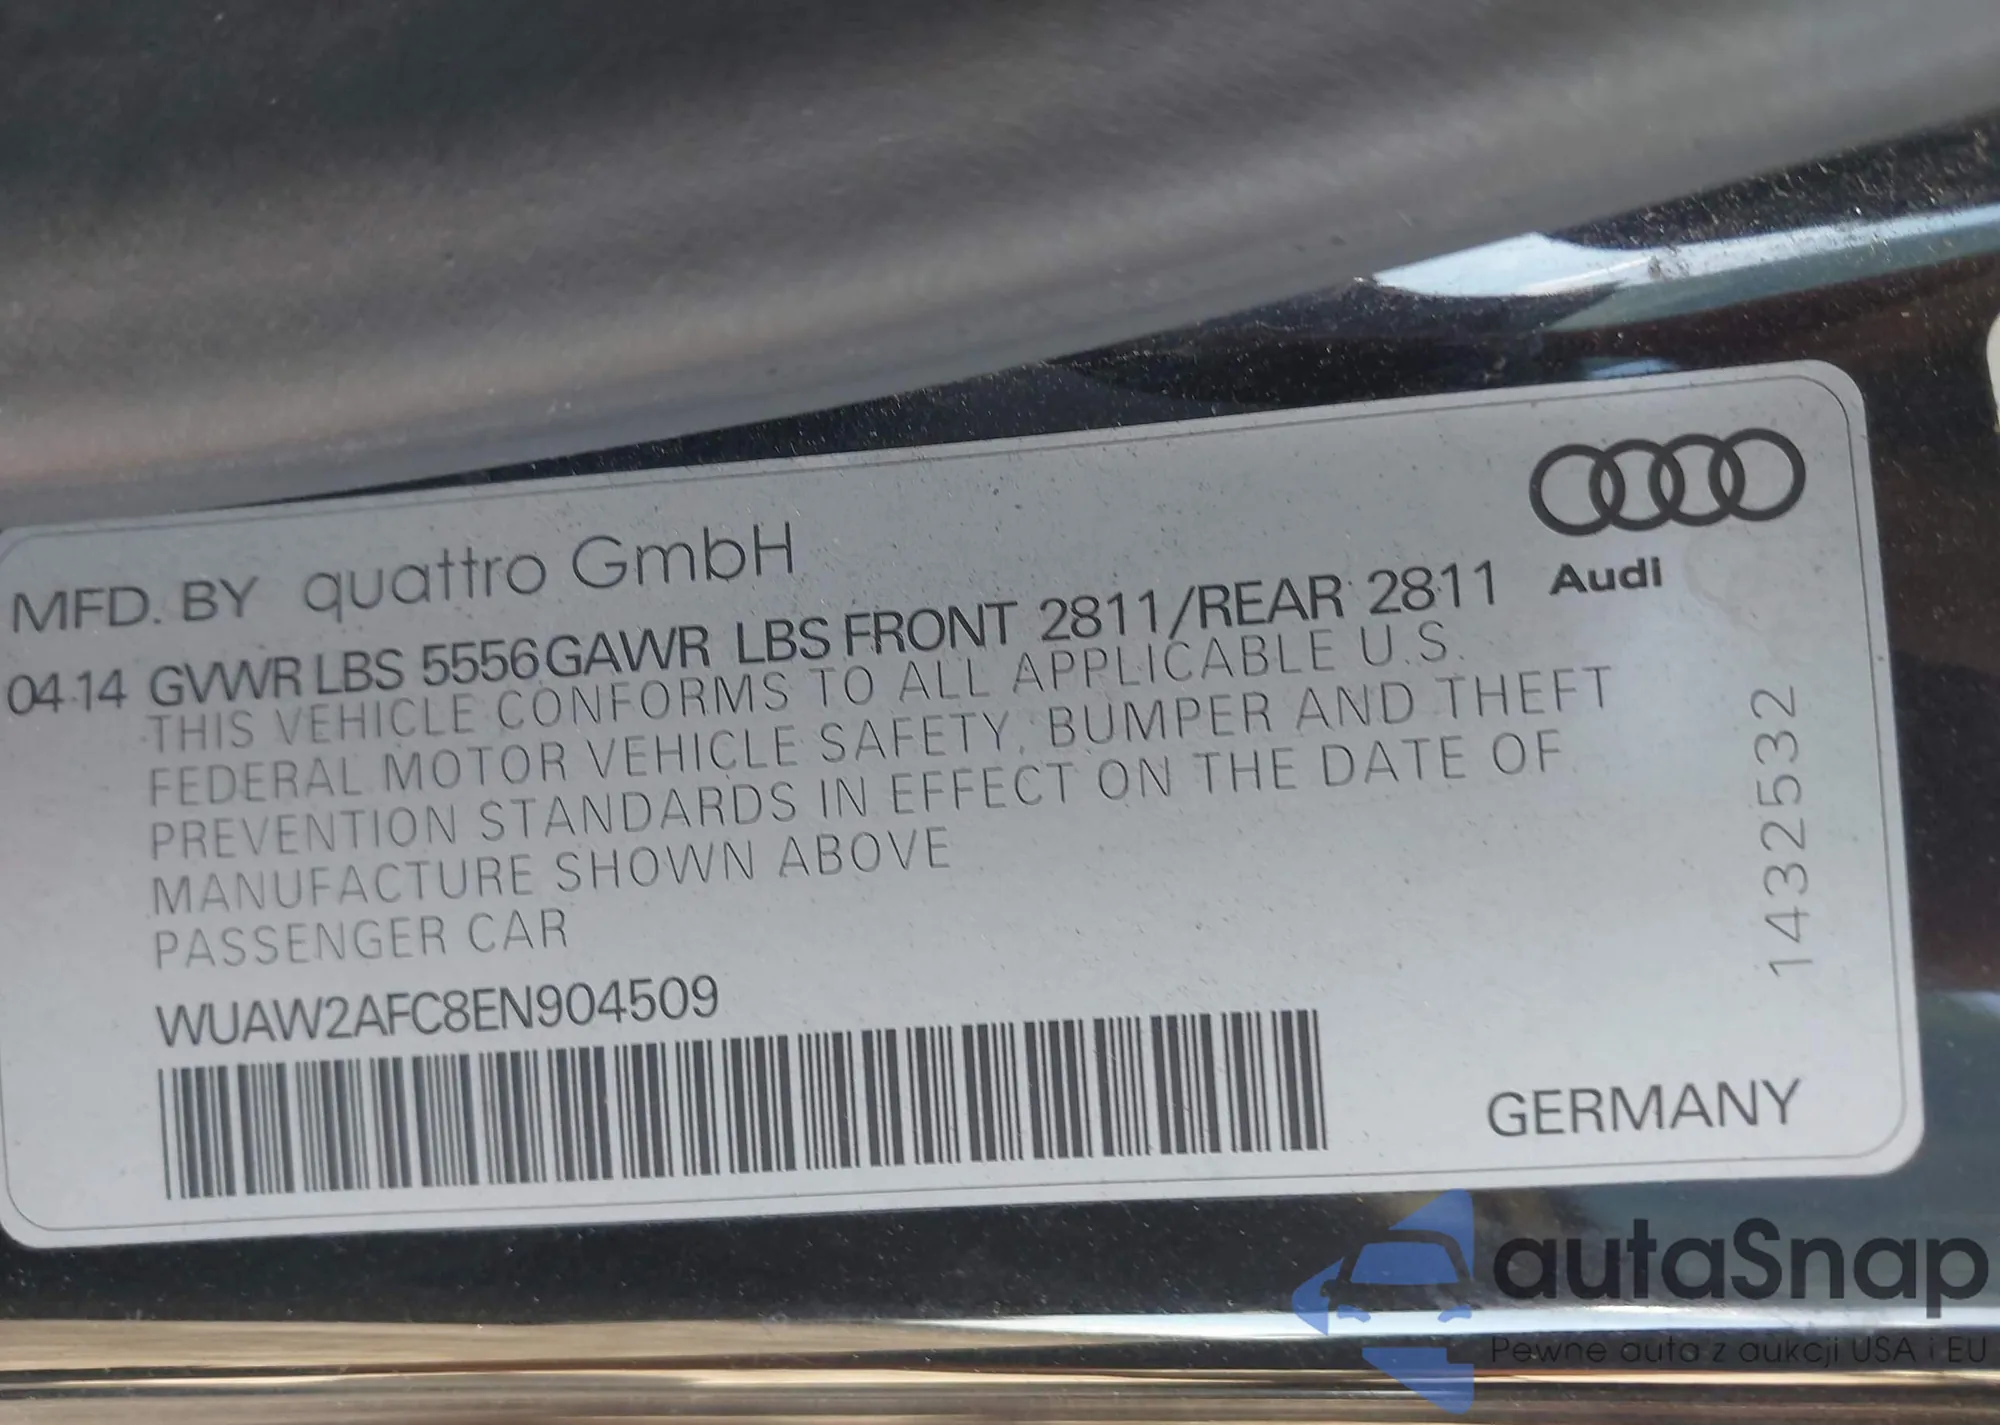 MFD. BY quattro GmbH
Audi
04-14 GVWR LBS 5556 GAWR LBS FRONT 2811/REAR 2811
THIS VEHICLE CONFORMS TO ALL APPLICABLE U.S.
FEDERAL MOTOR VEHICLE SAFETY, BUMPER AND THEFT
PREVENTION STANDARDS IN EFFECT ON THE DATE OF
MANUFACTURE SHOWN ABOVE
PASSENGER CAR
WUAW2AFC8EN904509
GERMANY
1432532
autaSnap
Pewne auta z aukcji USA i EU